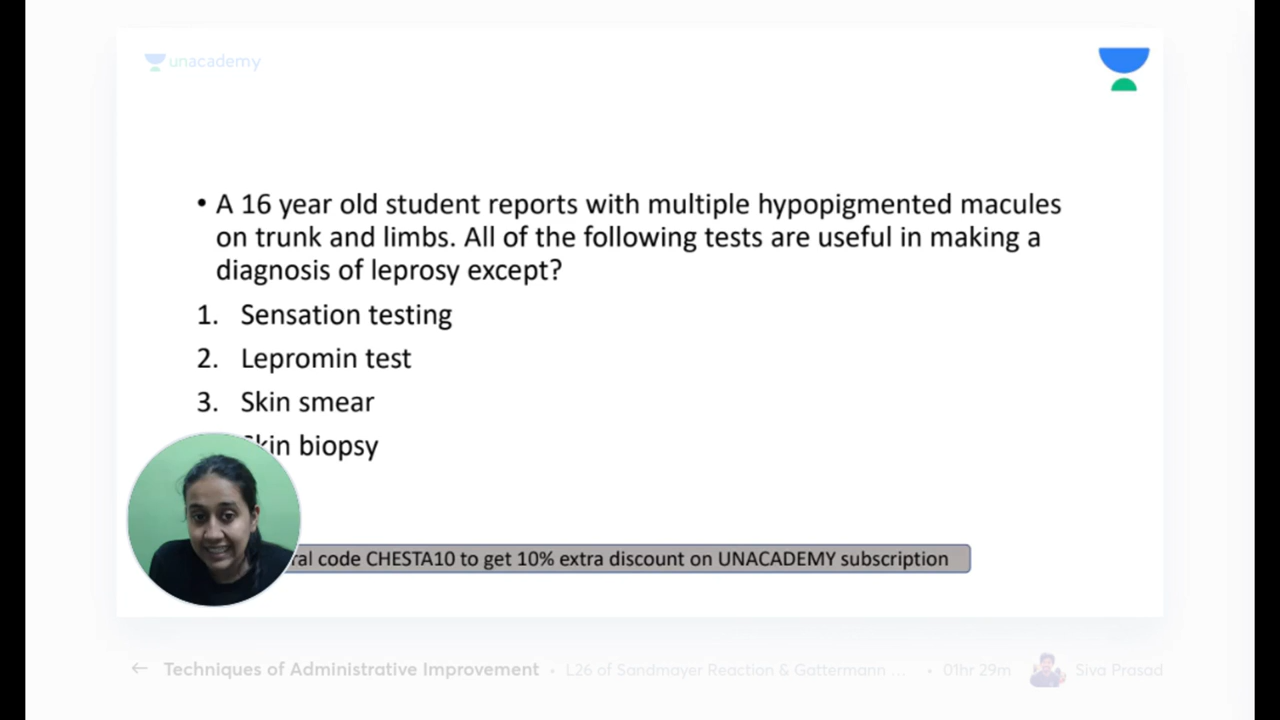 unacademy
• A 16 year old student reports with multiple hypopigmented macules
on trunk and limbs. All of the following tests are useful in making a
diagnosis of leprosy except?
1. Sensation testing
2. Lepromin test
3. Skin smear
Skin biopsy
code CHESTA10 to get 10% extra discount on UNACADEMY subscription
← Techniques of Administrative Improvement • L26 of Sandmayer Reaction & Gattermann ... • 01hr 29m Siva Prasad